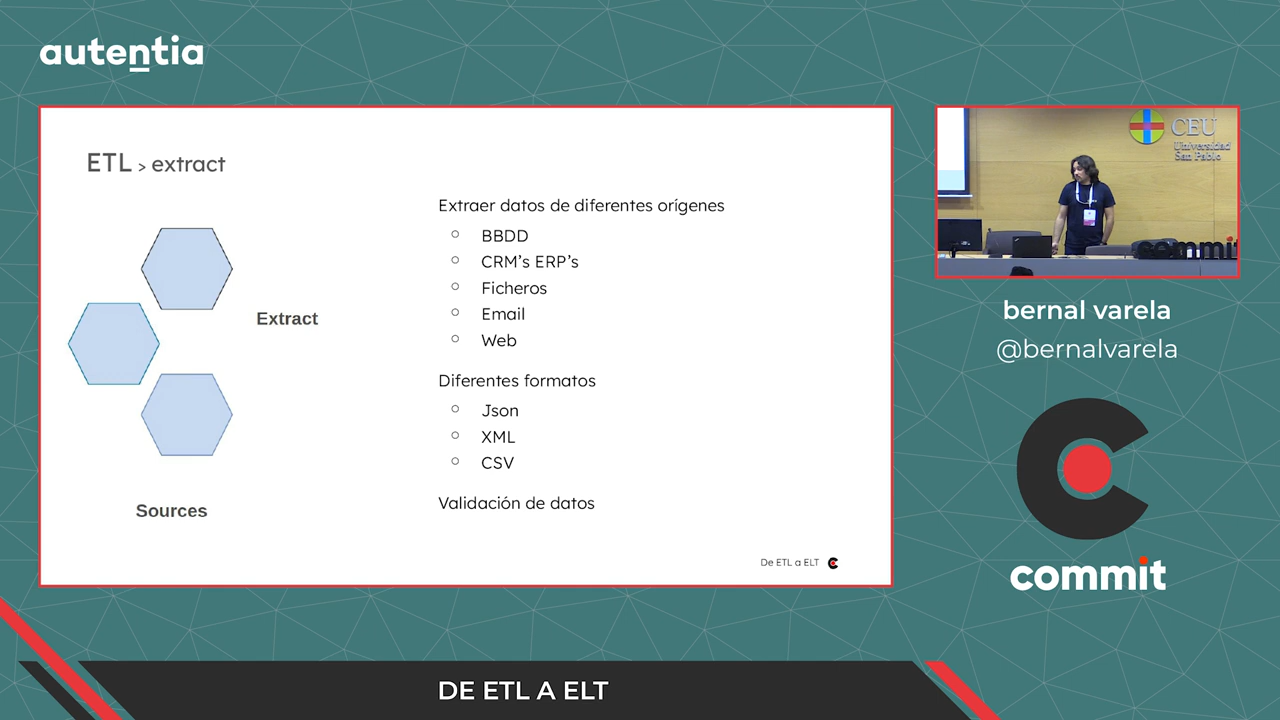 autentia
ETL > extract
Extract
Sources
Extraer datos de diferentes orígenes
BBDD
CRM's ERP's
Ficheros
Email
Web
Diferentes formatos
Json
XML
CSV
Validación de datos
De ETL a ELT
CEU
Universidad
San Pablo
commit
bernal varela
@bernalvarela
commit
DE ETL A ELT